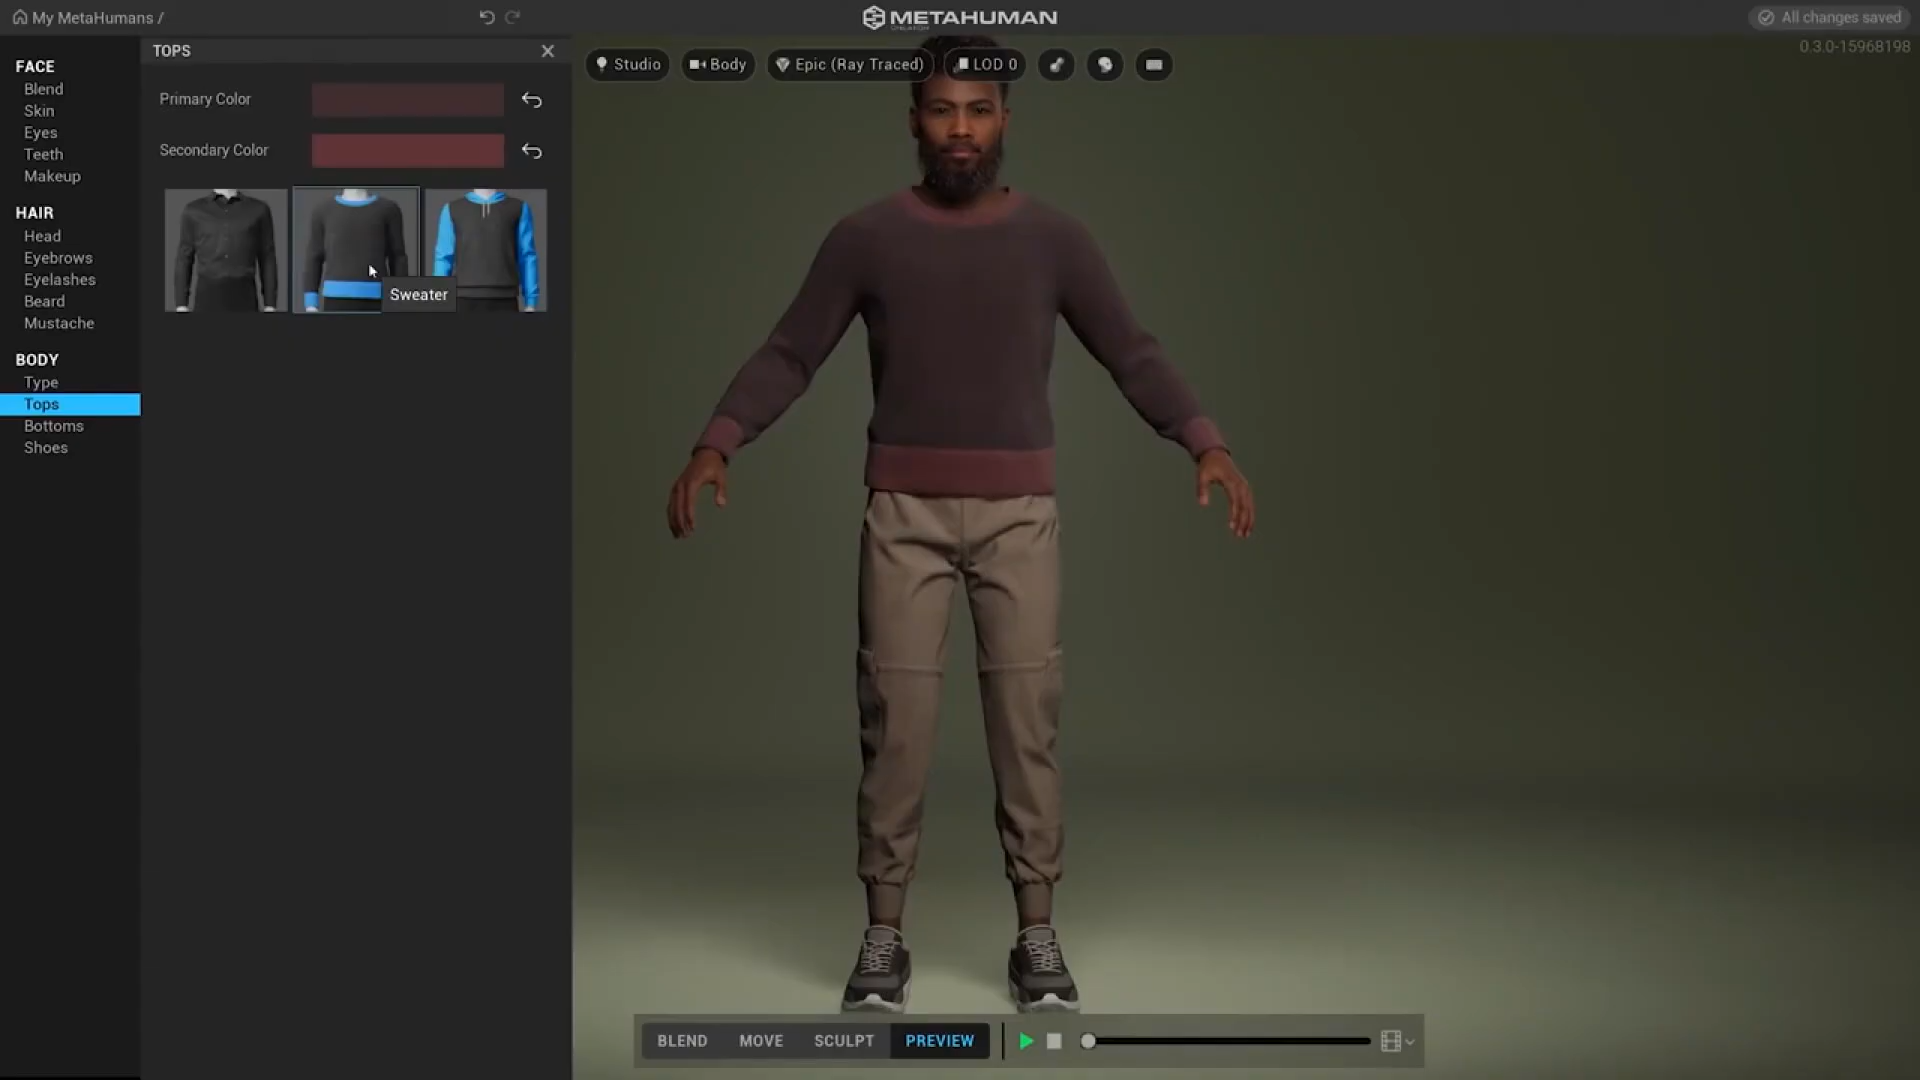 My MetaHumans /
METAHUMAN
CREATOR
All changes saved
0.3.0-15968198
FACE
Blend
Skin
Eyes
Teeth
Makeup
HAIR
Head
Eyebrows
Eyelashes
Beard
Mustache
BODY
Type
Tops
Bottoms
Shoes
TOPS
Primary Color
Secondary Color
Sweater
Studio
Body
Epic (Ray Traced)
LOD 0
BLEND
MOVE
SCULPT
PREVIEW